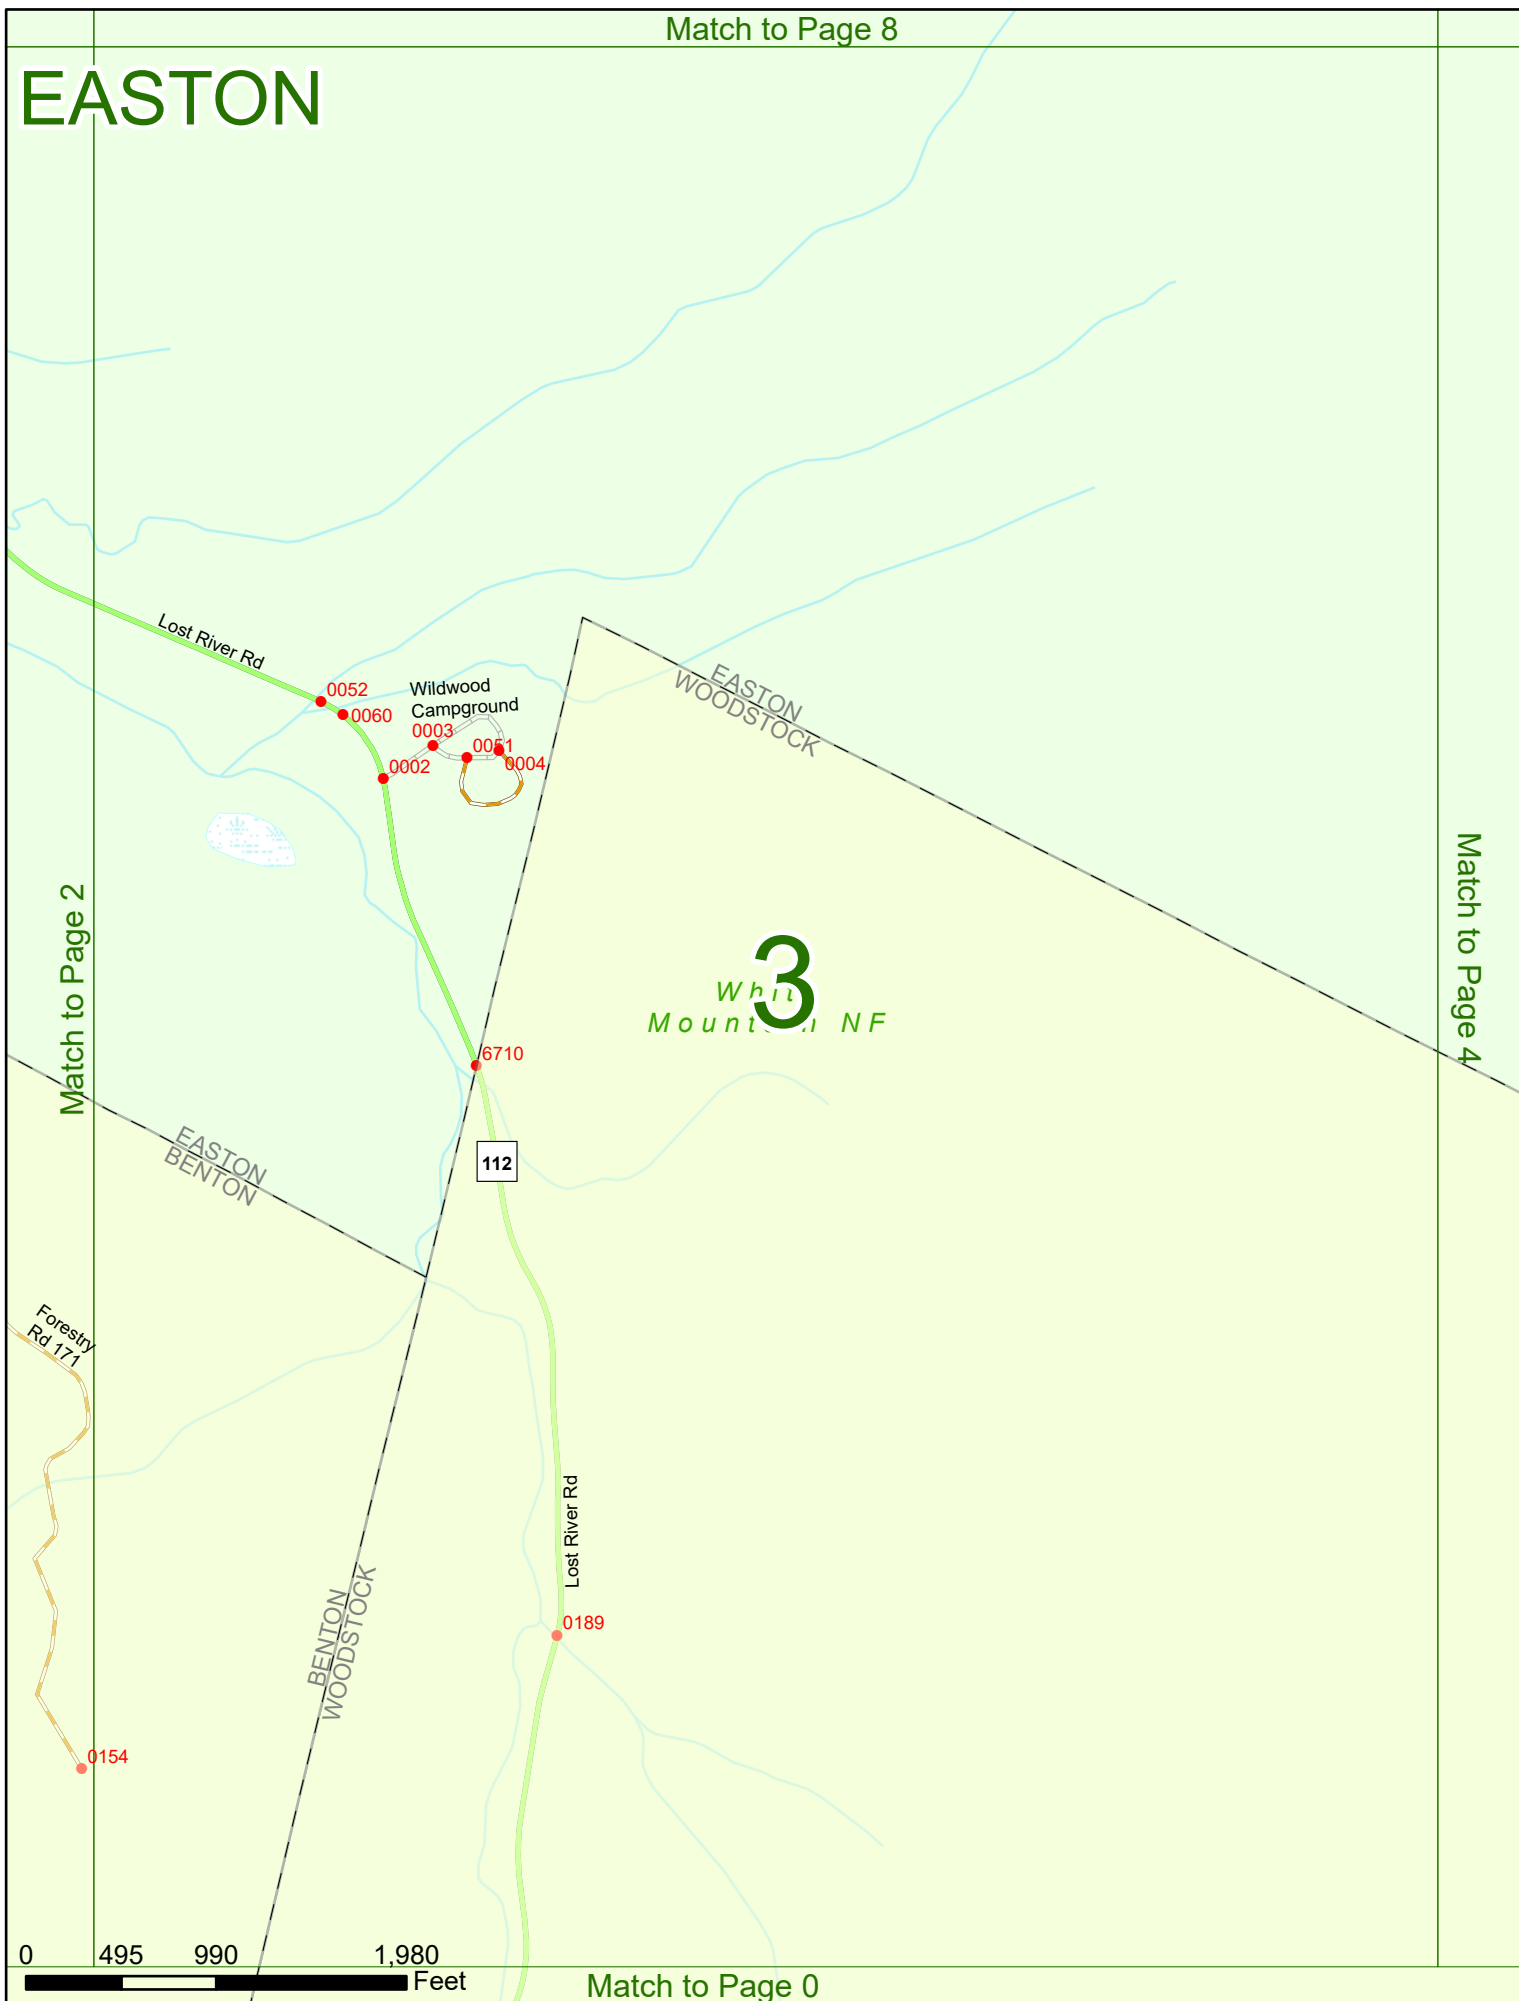 Match to Page 8
EASTON
Lost River Rd
0052
0060
Wildwood
Campground
0003
0051
0004
0002
EASTON
WOODSTOCK
Match to Page 2
Match to Page 4
3
Mount NF
6710
112
EASTON
BENTON
Forestry
Rd 171
Lost River Rd
0189
BENTON
WOODSTOCK
0154
0 495 990 1,980
Feet
Match to Page 0